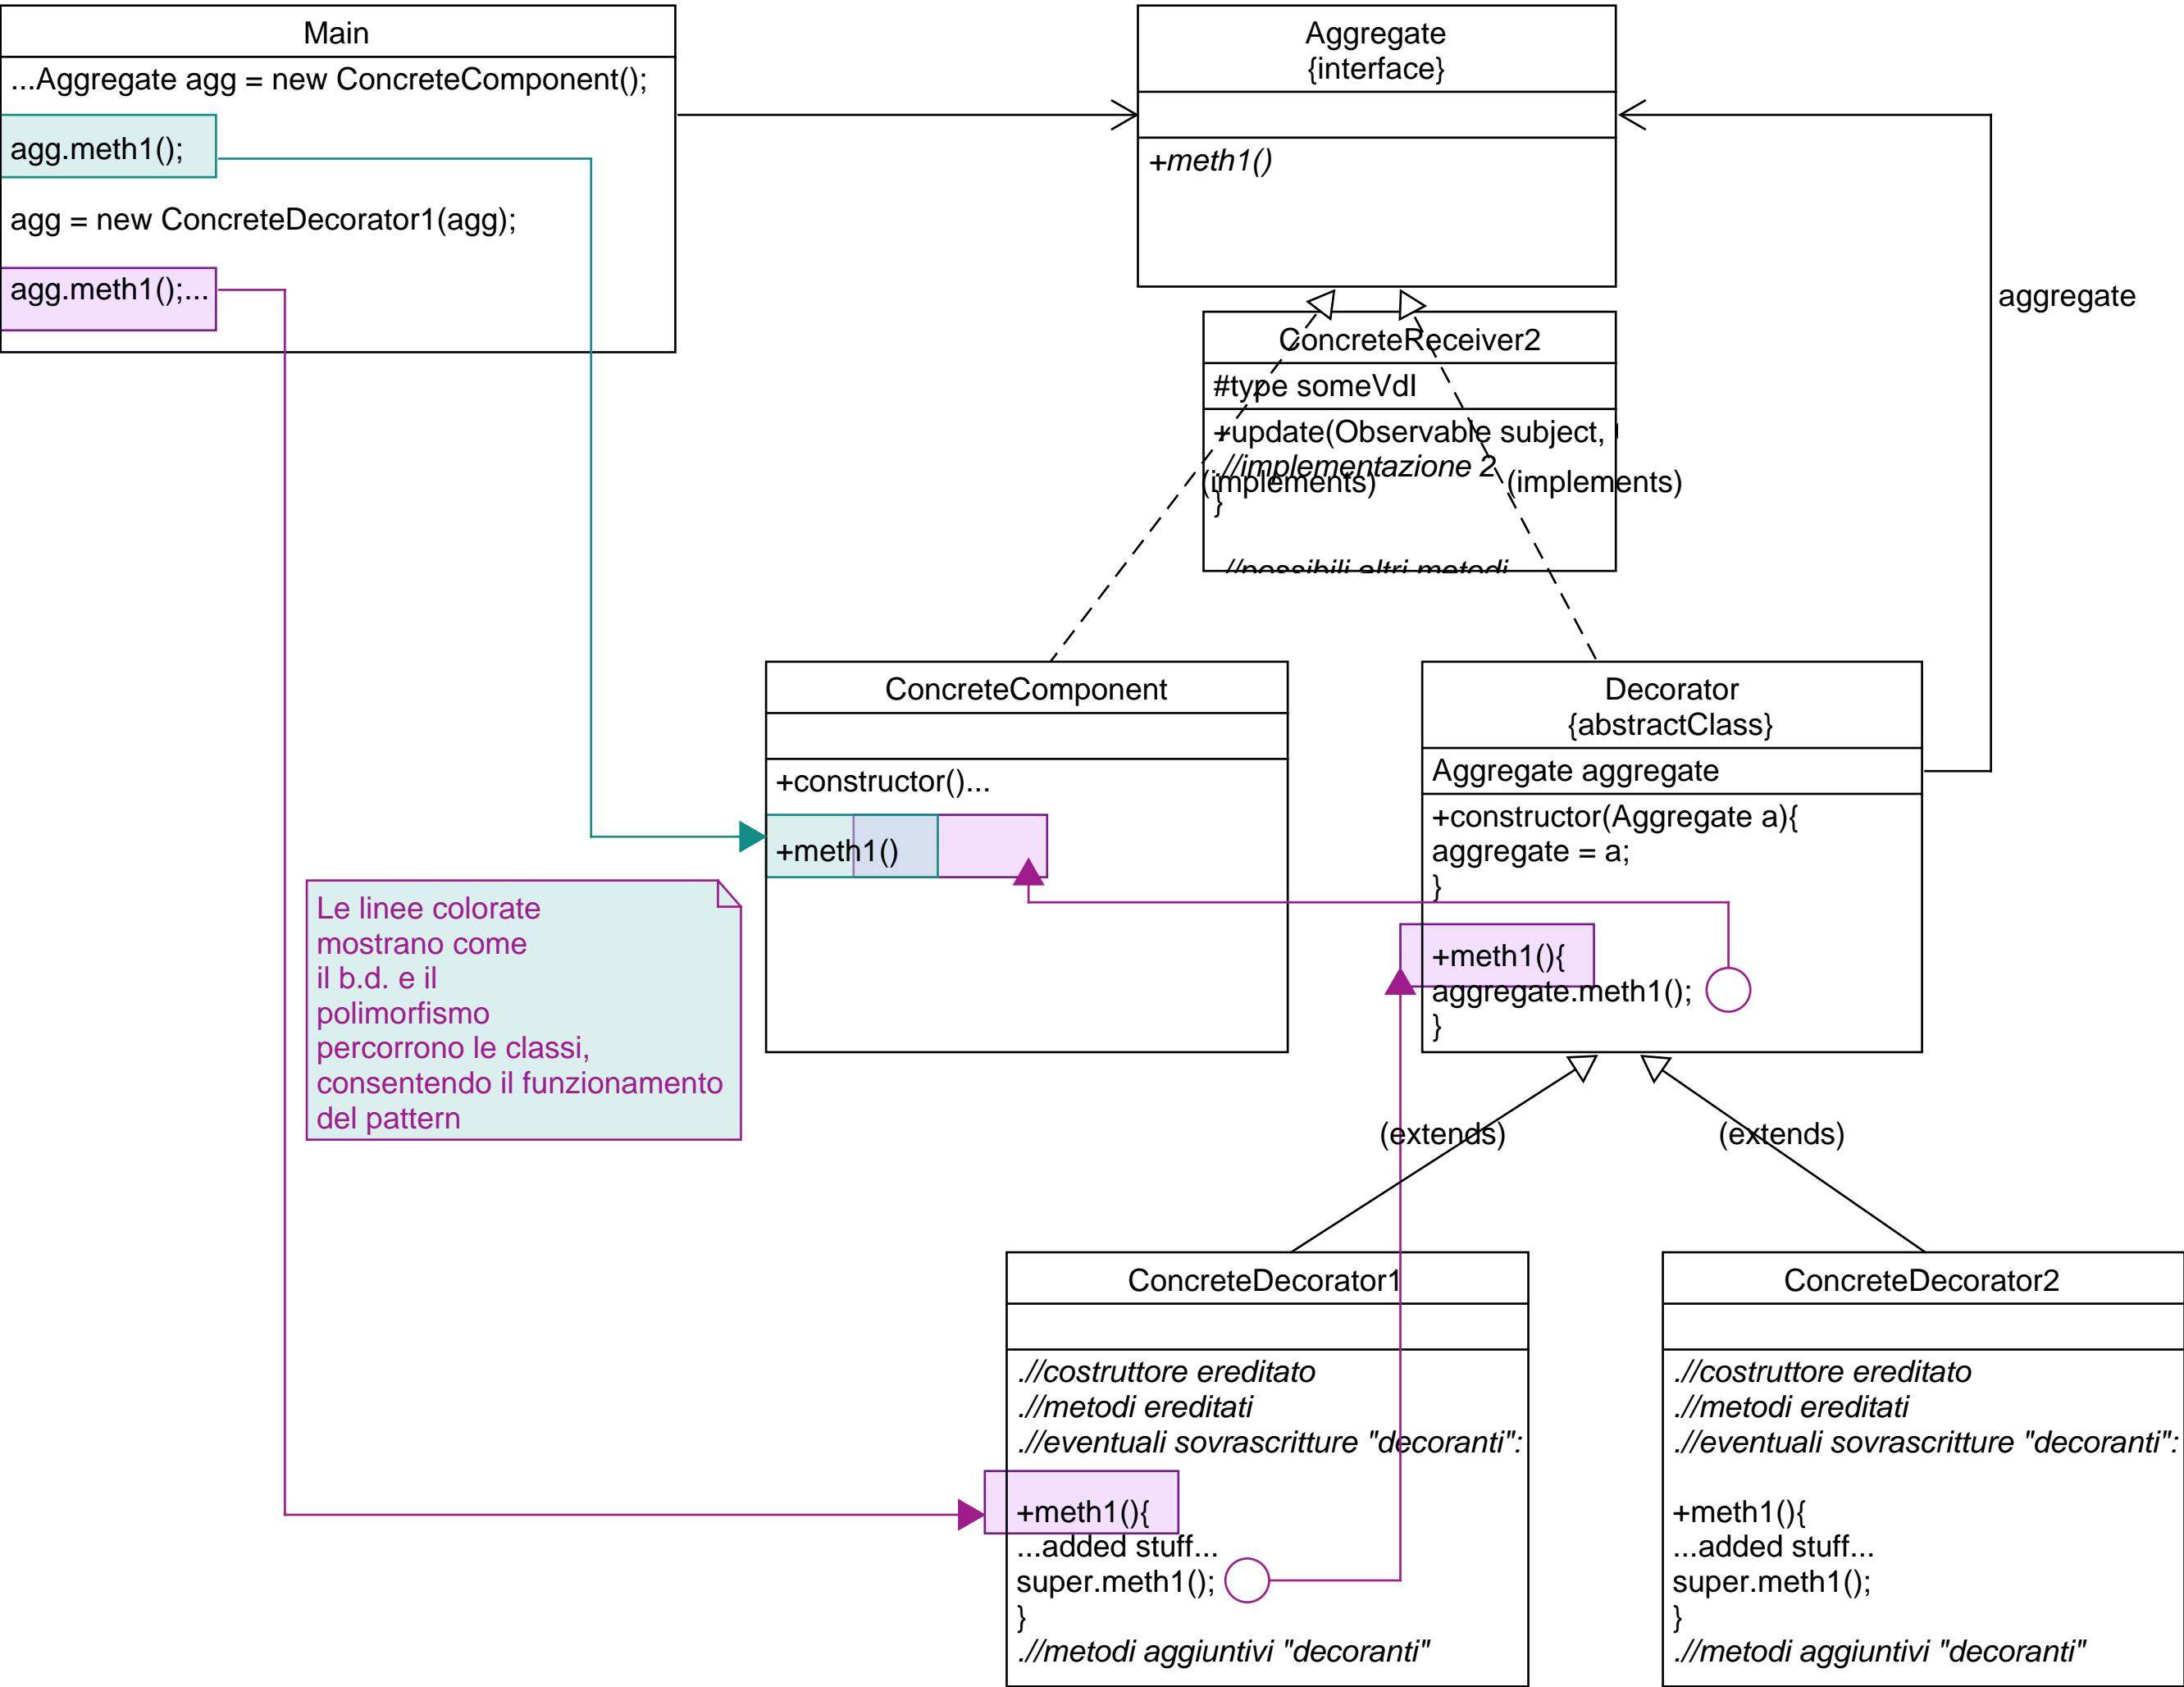 Main
...Aggregate agg = new ConcreteComponent();
agg.meth1();
agg = new ConcreteDecorator1(agg);
agg.meth1();...
Aggregate
{interface}
+meth1()
aggregate
ConcreteReceiver2
#type someVdI
+update(Observable subject,
.//implementazione 2
}
.//possibili altri metodi
(implements)
(implements)
ConcreteComponent
+constructor()...
+meth1()
Decorator
{abstractClass}
Aggregate aggregate
+constructor(Aggregate a){
aggregate = a;
}
+meth1(){
aggregate.meth1();
}
Le linee colorate
mostrano come
il b.d. e il
polimorfismo
percorrono le classi,
consentendo il funzionamento
del pattern
(extends)
(extends)
ConcreteDecorator1
.//costruttore ereditato
.//metodi ereditati
.//eventuali sovrascritture "decoranti":
+meth1(){
...added stuff...
super.meth1();
}
.//metodi aggiuntivi "decoranti"
ConcreteDecorator2
.//costruttore ereditato
.//metodi ereditati
.//eventuali sovrascritture "decoranti":
+meth1(){
...added stuff...
super.meth1();
}
.//metodi aggiuntivi "decoranti"